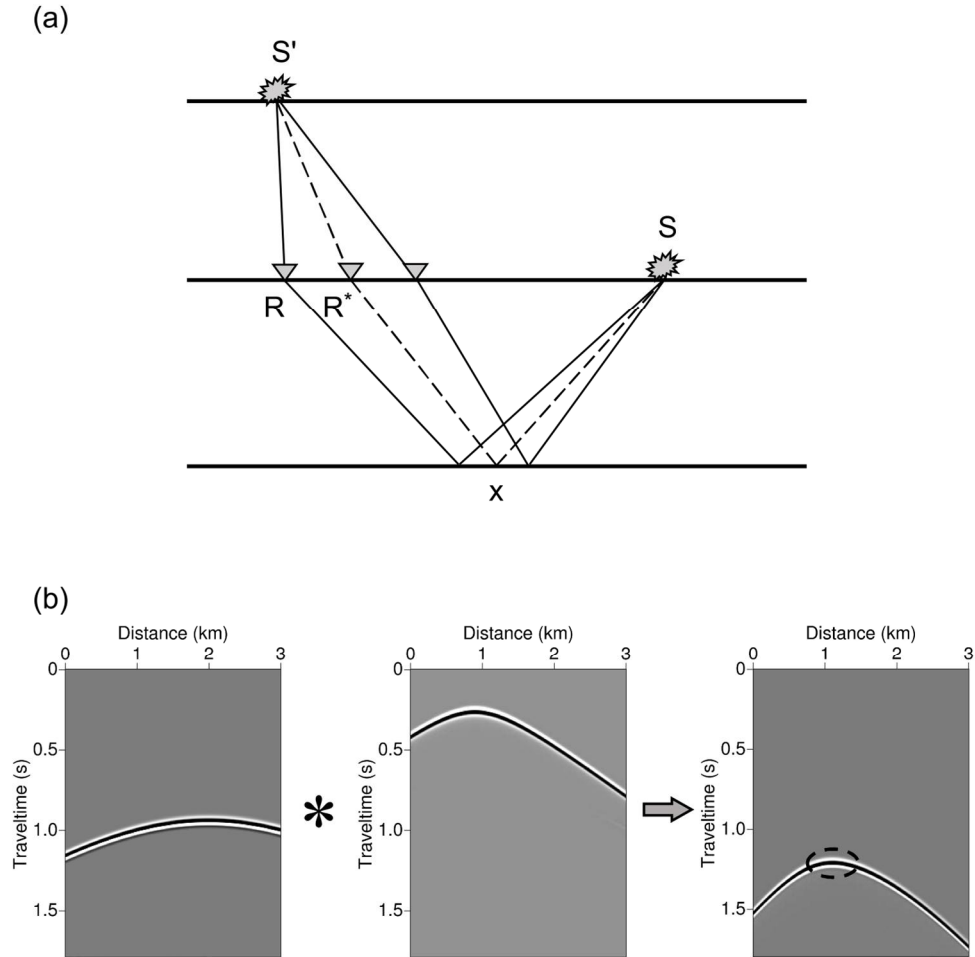 (a)
S'
S
R R*
x
(b)
Distance (km) Distance (km) Distance (km)
0 1 2 3 0 1 2 3 0 1 2 3
0 0 0
0.5 0.5 0.5
Traveltime (s) Traveltime (s) Traveltime (s)
* 
1.0 1.0 1.0
1.5 1.5 1.5